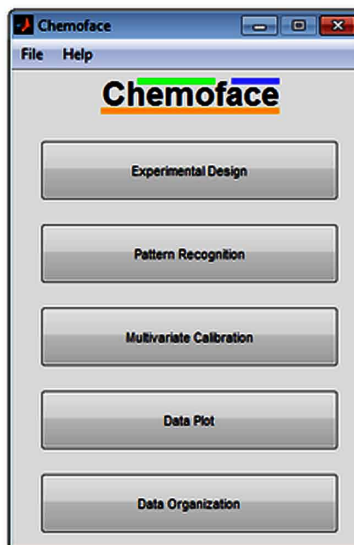 Chemoface
File Help
Chemoface
Experimental Design
Pattern Recognition
Multivariate Calibration
Data Plot
Data Organization